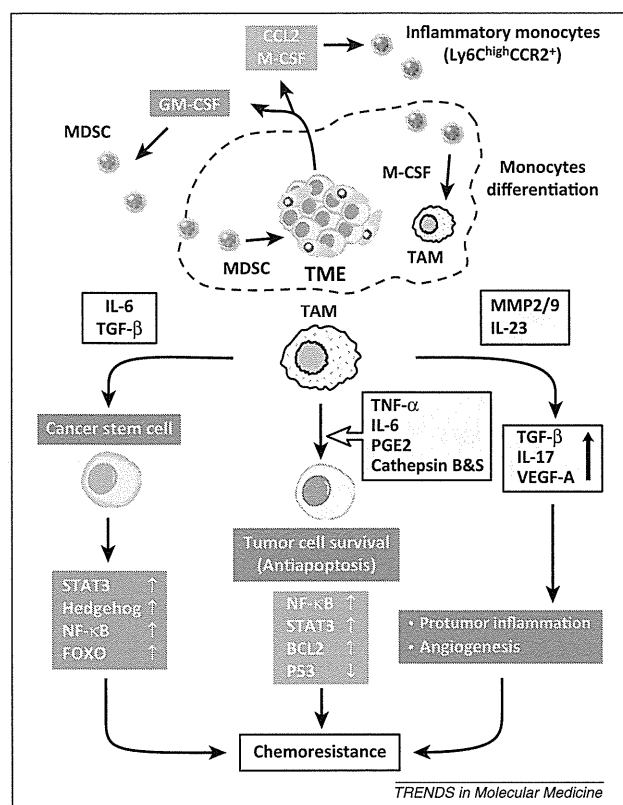 CCL2
M-CSF
Inflammatory monocytes
(Ly6ChighCCR2+)
GM-CSF
MDSC
M-CSF
Monocytes
differentiation
MDSC
TME
TAM
IL-6
TGF-β
TAM
MMP2/9
IL-23
Cancer stem cell
TNF-α
IL-6
PGE2
Cathepsin B&S
TGF-β
IL-17
VEGF-A
Tumor cell survival
(Antiapoptosis)
STAT3 ↑
Hedgehog ↑
NF-κB ↑
FOXO ↑
NF-κB ↑
STAT3 ↑
BCL2 ↑
P53 ↓
• Protumor inflammation
• Angiogenesis
Chemoresistance
TRENDS in Molecular Medicine